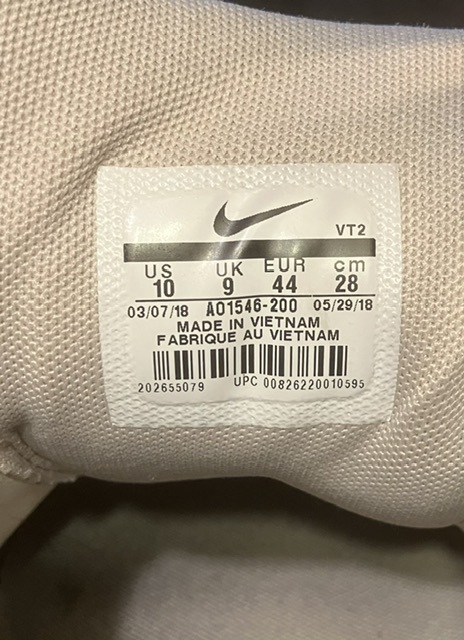 VT2
US UK EUR cm
10 9 44 28
03/07/18 AO1546-200 05/29/18
MADE IN VIETNAM
FABRIQUE AU VIETNAM
202655079 UPC 00826220010595